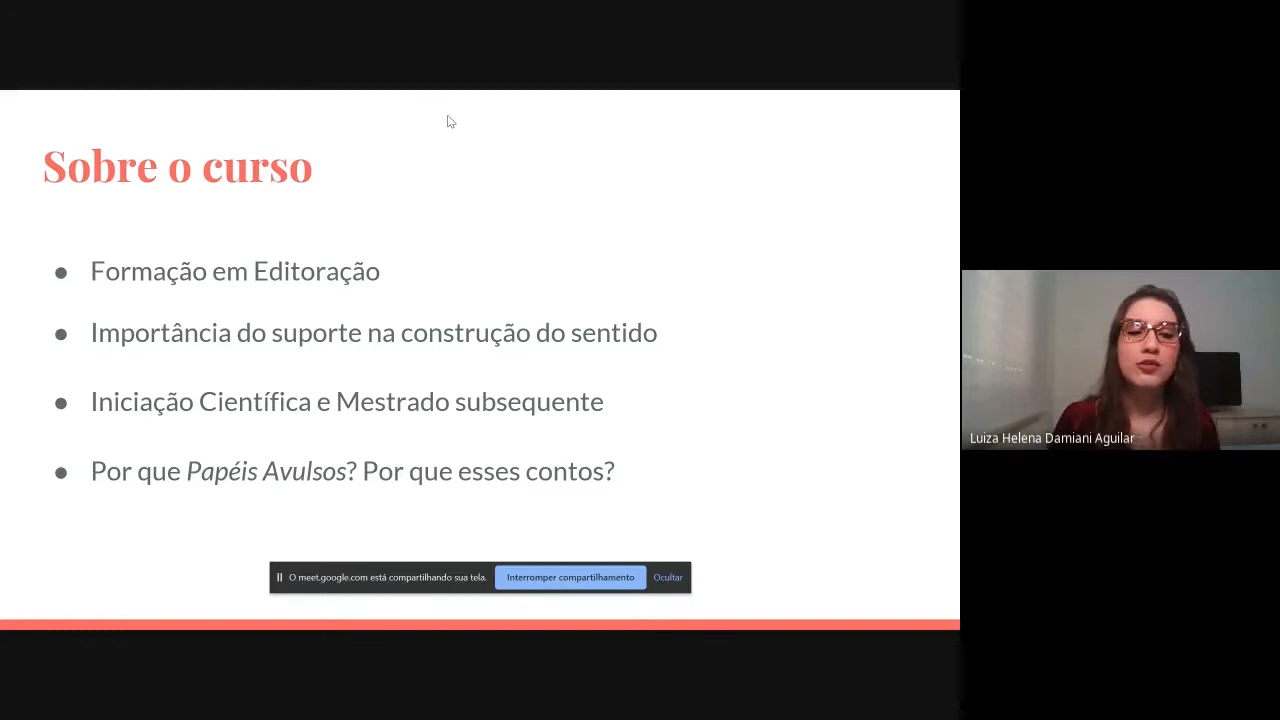 Sobre o curso
● Formação em Editoração
● Importância do suporte na construção do sentido
● Iniciação Científica e Mestrado subsequente
● Por que Papéis Avulsos? Por que esses contos?
O meet.google.com está compartilhando sua tela. Interromper compartilhamento Ocultar
Luiza Helena Damiani Aguilar